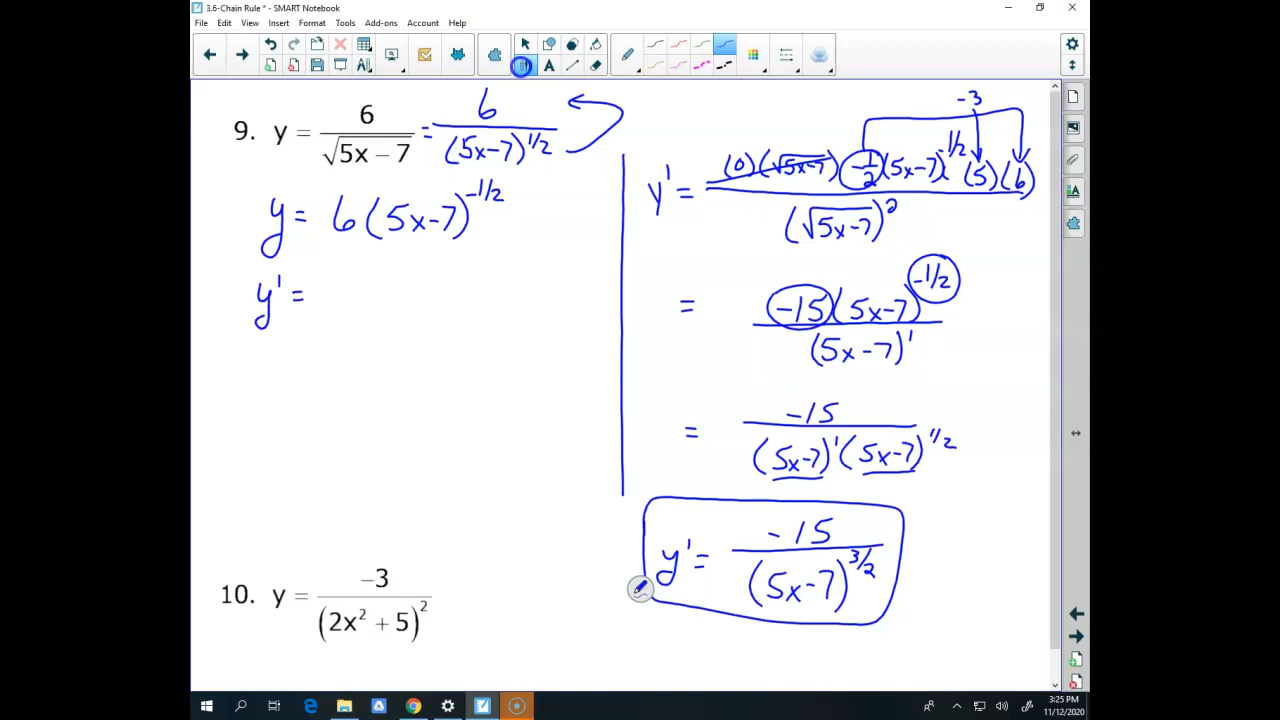 3.6-Chain Rule * - SMART Notebook
File Edit View Insert Format Tools Add-ons Account Help
9. y = 6/√5x − 7 = 6/(5x-7)^1/2
y = 6(5x-7)^-1/2
y' =
-3
y' = (0)(√5x-7) -1/2(5x-7)^-1/2 (5)(6)/(√5x-7)^2
= -15(5x-7)^-1/2/(5x-7)^1
= -15/(5x-7)^1(5x-7)^1/2
y' = -15/(5x-7)^3/2
10. y = −3/(2x² + 5)²
3:25 PM
11/12/2020